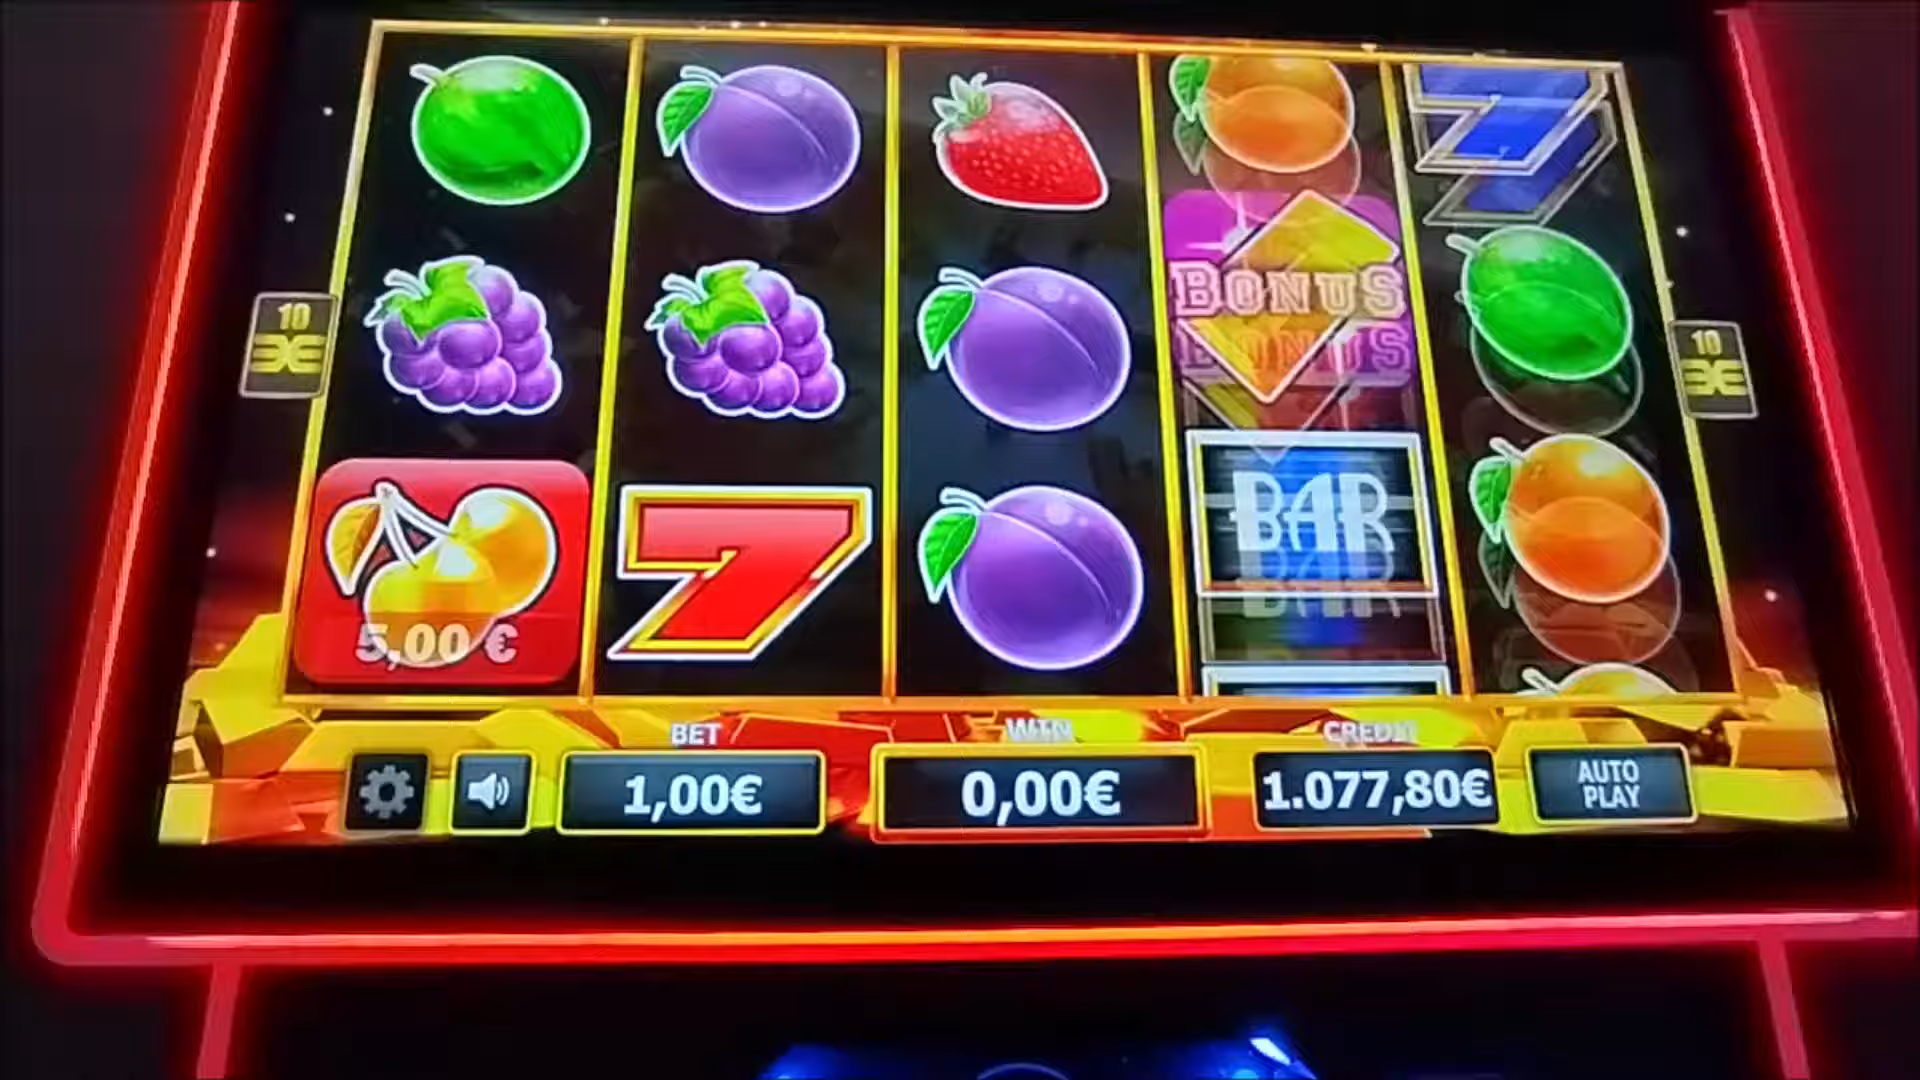 BONUS
10
10
BAR
5,00 €
BET
WIN
CREDIT
1,00€
0,00€
1.077,80€
AUTO
PLAY